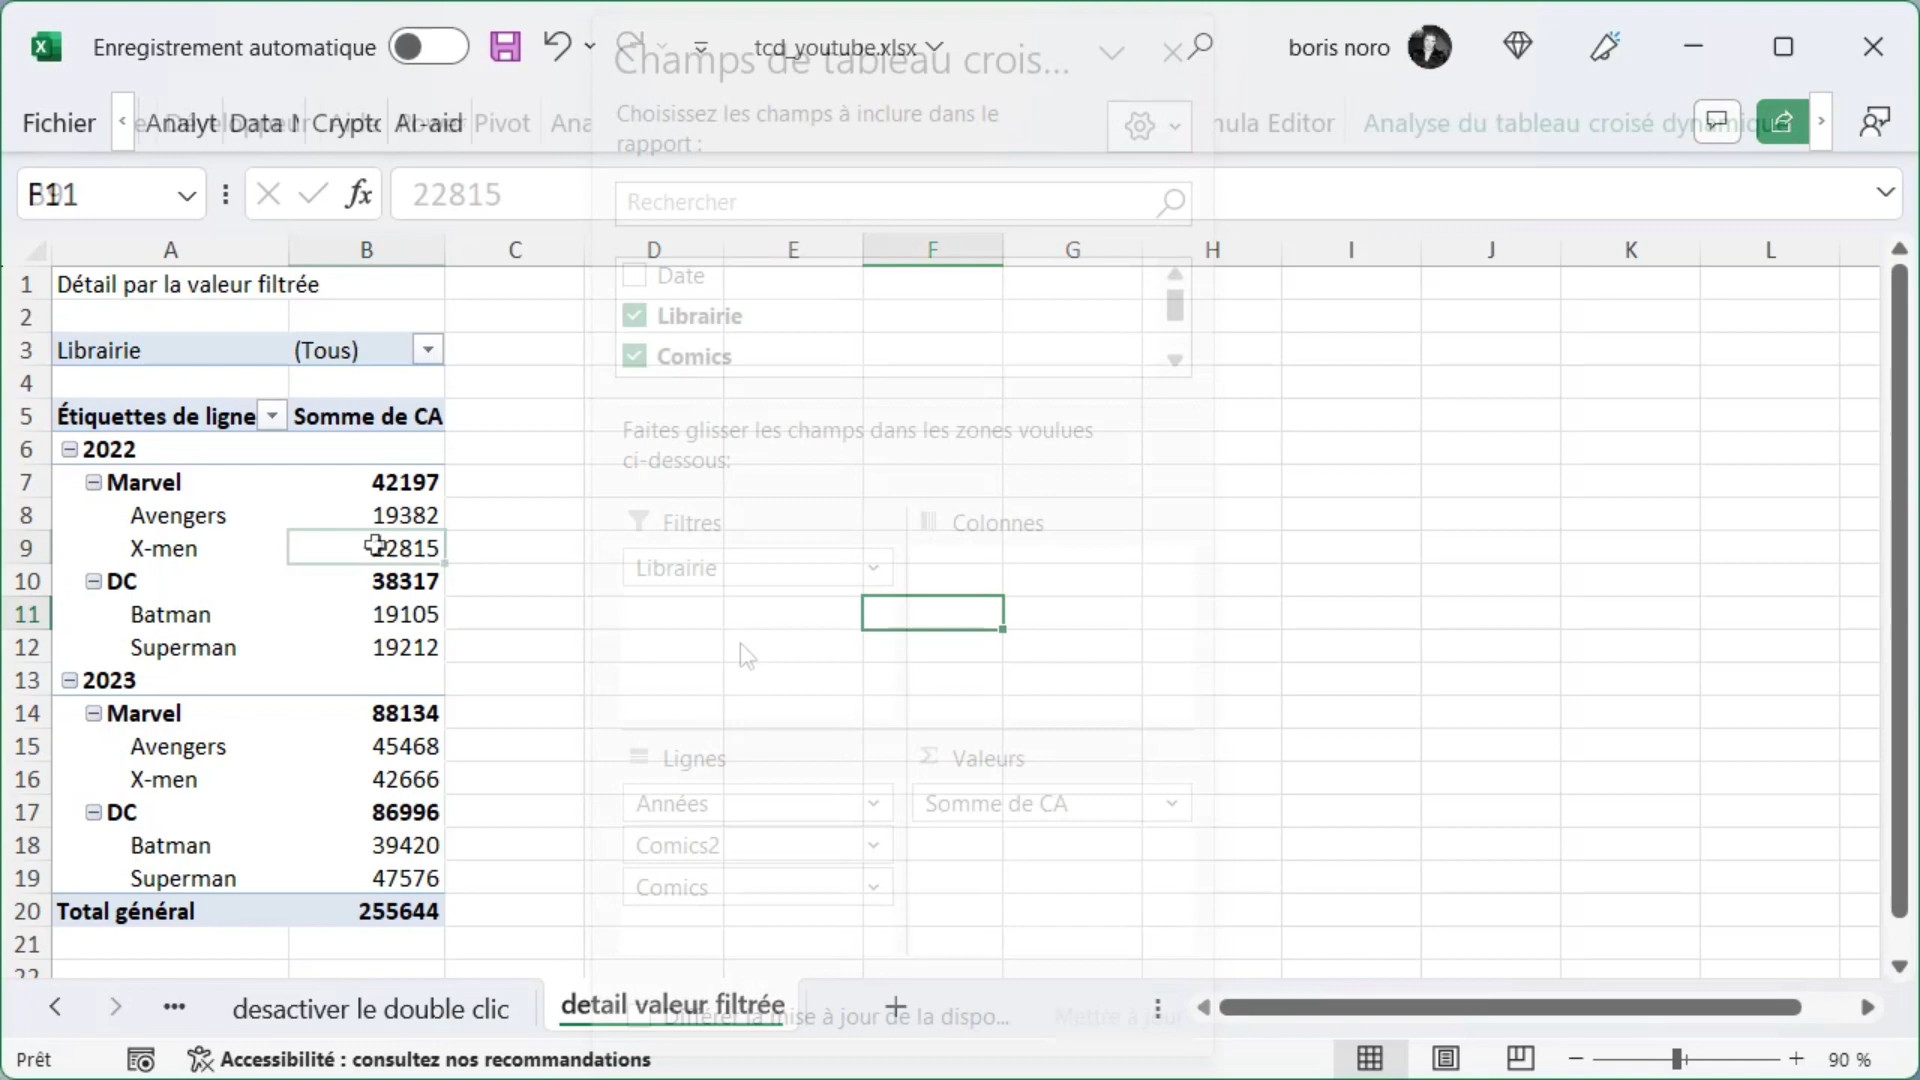 Enregistrement automatique
tcd_youtube.xlsx
boris noro
Champs de tableau crois...
Fichier
Analyt
Data
Crypto
AI-aid
Pivot
Ana
mula Editor
Analyse du tableau croisé dynamique
Choisissez les champs à inclure dans le
rapport :
22815
Rechercher
A B C D E F G H I J K L
1 Détail par la valeur filtrée
2
3 Librairie (Tous)
4
5 Étiquettes de ligne Somme de CA
6 2022
7 Marvel 42197
8 Avengers 19382
9 X-men 22815
10 DC 38317
11 Batman 19105
12 Superman 19212
13 2023
14 Marvel 88134
15 Avengers 45468
16 X-men 42666
17 DC 86996
18 Batman 39420
19 Superman 47576
20 Total général 255644
21
22
Date
Librairie
Comics
Faites glisser les champs dans les zones voulues
ci-dessous:
Filtres
Colonnes
Librairie
Lignes
Valeurs
Années
Somme de CA
Comics2
Comics
Différer la mise à jour de la dispo...
Mettre à jour
desactiver le double clic
detail valeur filtrée
Prêt
Accessibilité : consultez nos recommandations
90 %